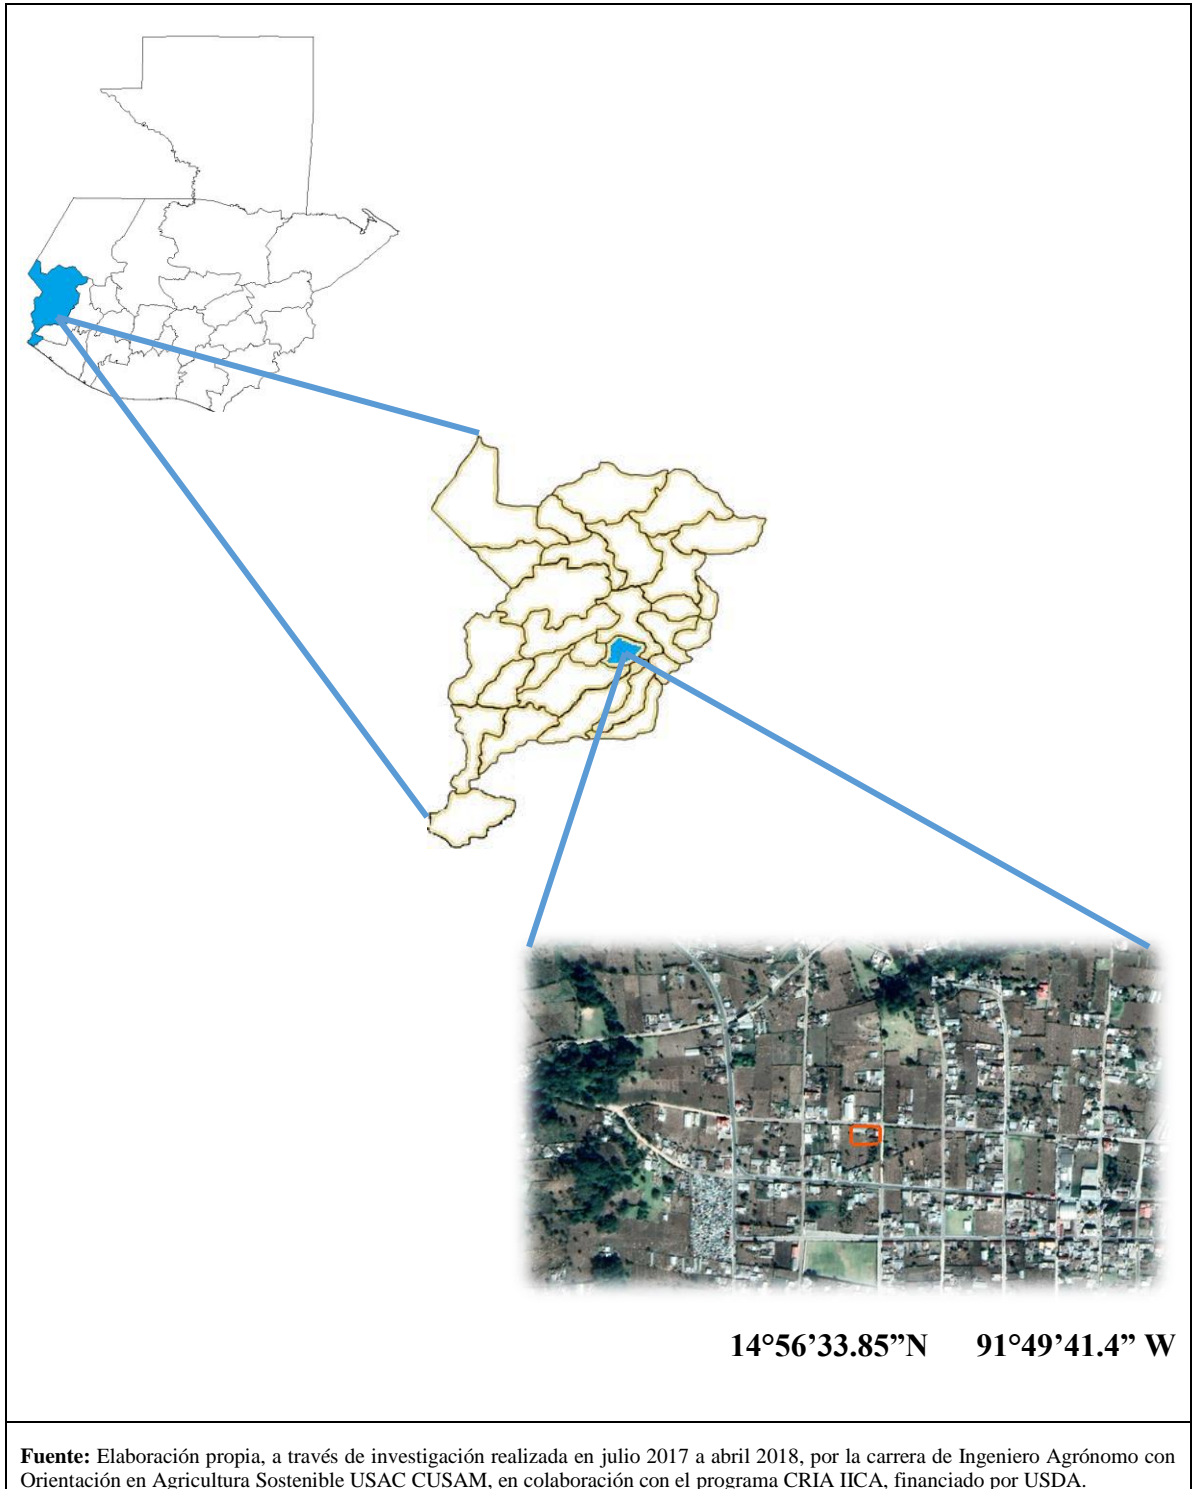 14°56’33.85”N 91°49’41.4” W
Fuente: Elaboración propia, a través de investigación realizada en julio 2017 a abril 2018, por la carrera de Ingeniero Agrónomo con
Orientación en Agricultura Sostenible USAC CUSAM, en colaboración con el programa CRIA IICA, financiado por USDA.